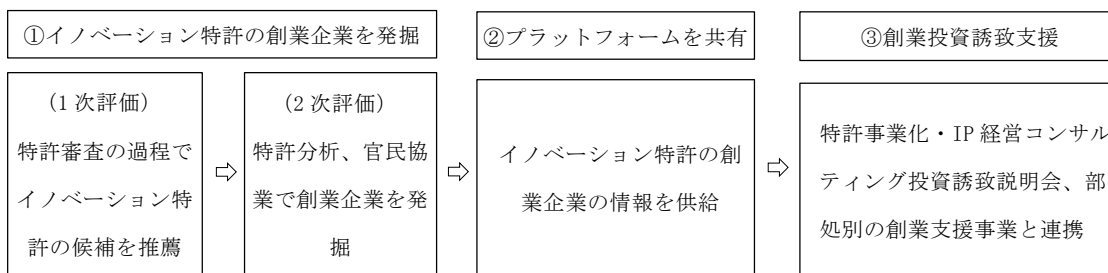 ①イノベーション特許の創業企業を発掘
②プラットフォームを共有
③創業投資誘致支援
(1 次評価)
特許審査の過程で
イノベーション特
許の候補を推薦
⇨
(2 次評価)
特許分析、官民協
業で創業企業を発
掘
⇨
イノベーション特許の創
業企業の情報を供給
⇨
特許事業化・IP 経営コンサル
ティング投資誘致説明会、部
処別の創業支援事業と連携